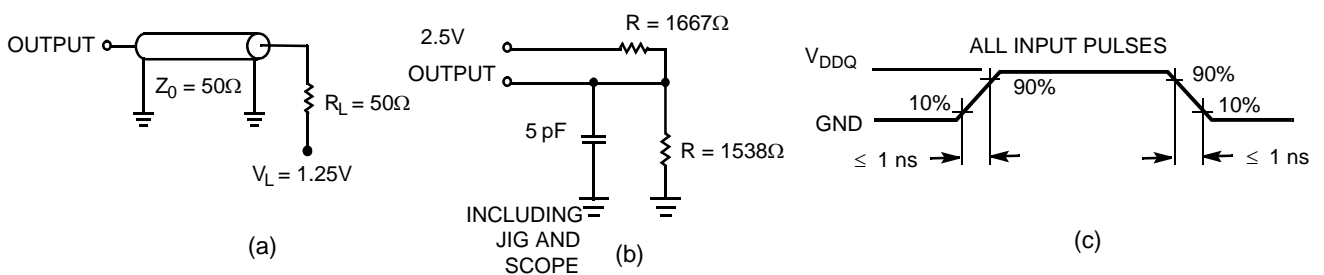 OUTPUT
Z0 = 50Ω
RL = 50Ω
VL = 1.25V
(a)
R = 1667Ω
2.5V
OUTPUT
5 pF
R = 1538Ω
INCLUDING
JIG AND
SCOPE
(b)
ALL INPUT PULSES
VDDQ
GND
10%
90%
90%
10%
≤ 1 ns
≤ 1 ns
(c)